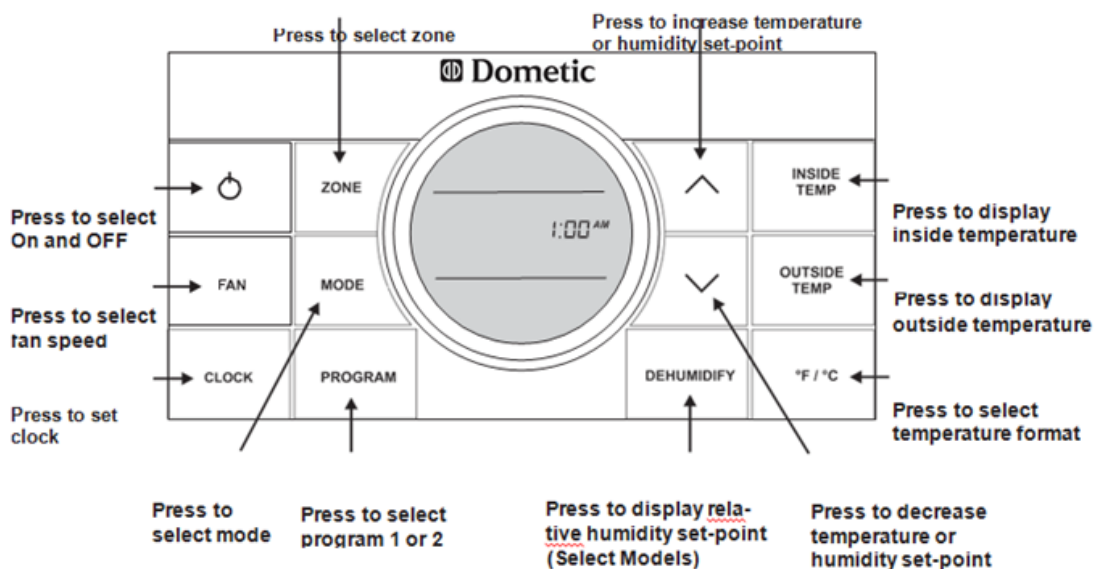 Press to select zone
Press to increase temperature
or humidity set-point
Dometic
ZONE
INSIDE
TEMP
Press to select
On and OFF
1:00 AM
Press to display
inside temperature
FAN
MODE
OUTSIDE
TEMP
Press to select
fan speed
Press to display
outside temperature
CLOCK
PROGRAM
DEHUMIDIFY
°F / °C
Press to set
clock
Press to select
temperature format
Press to
select mode
Press to select
program 1 or 2
Press to display rela-
tive humidity set-point
(Select Models)
Press to decrease
temperature or
humidity set-point